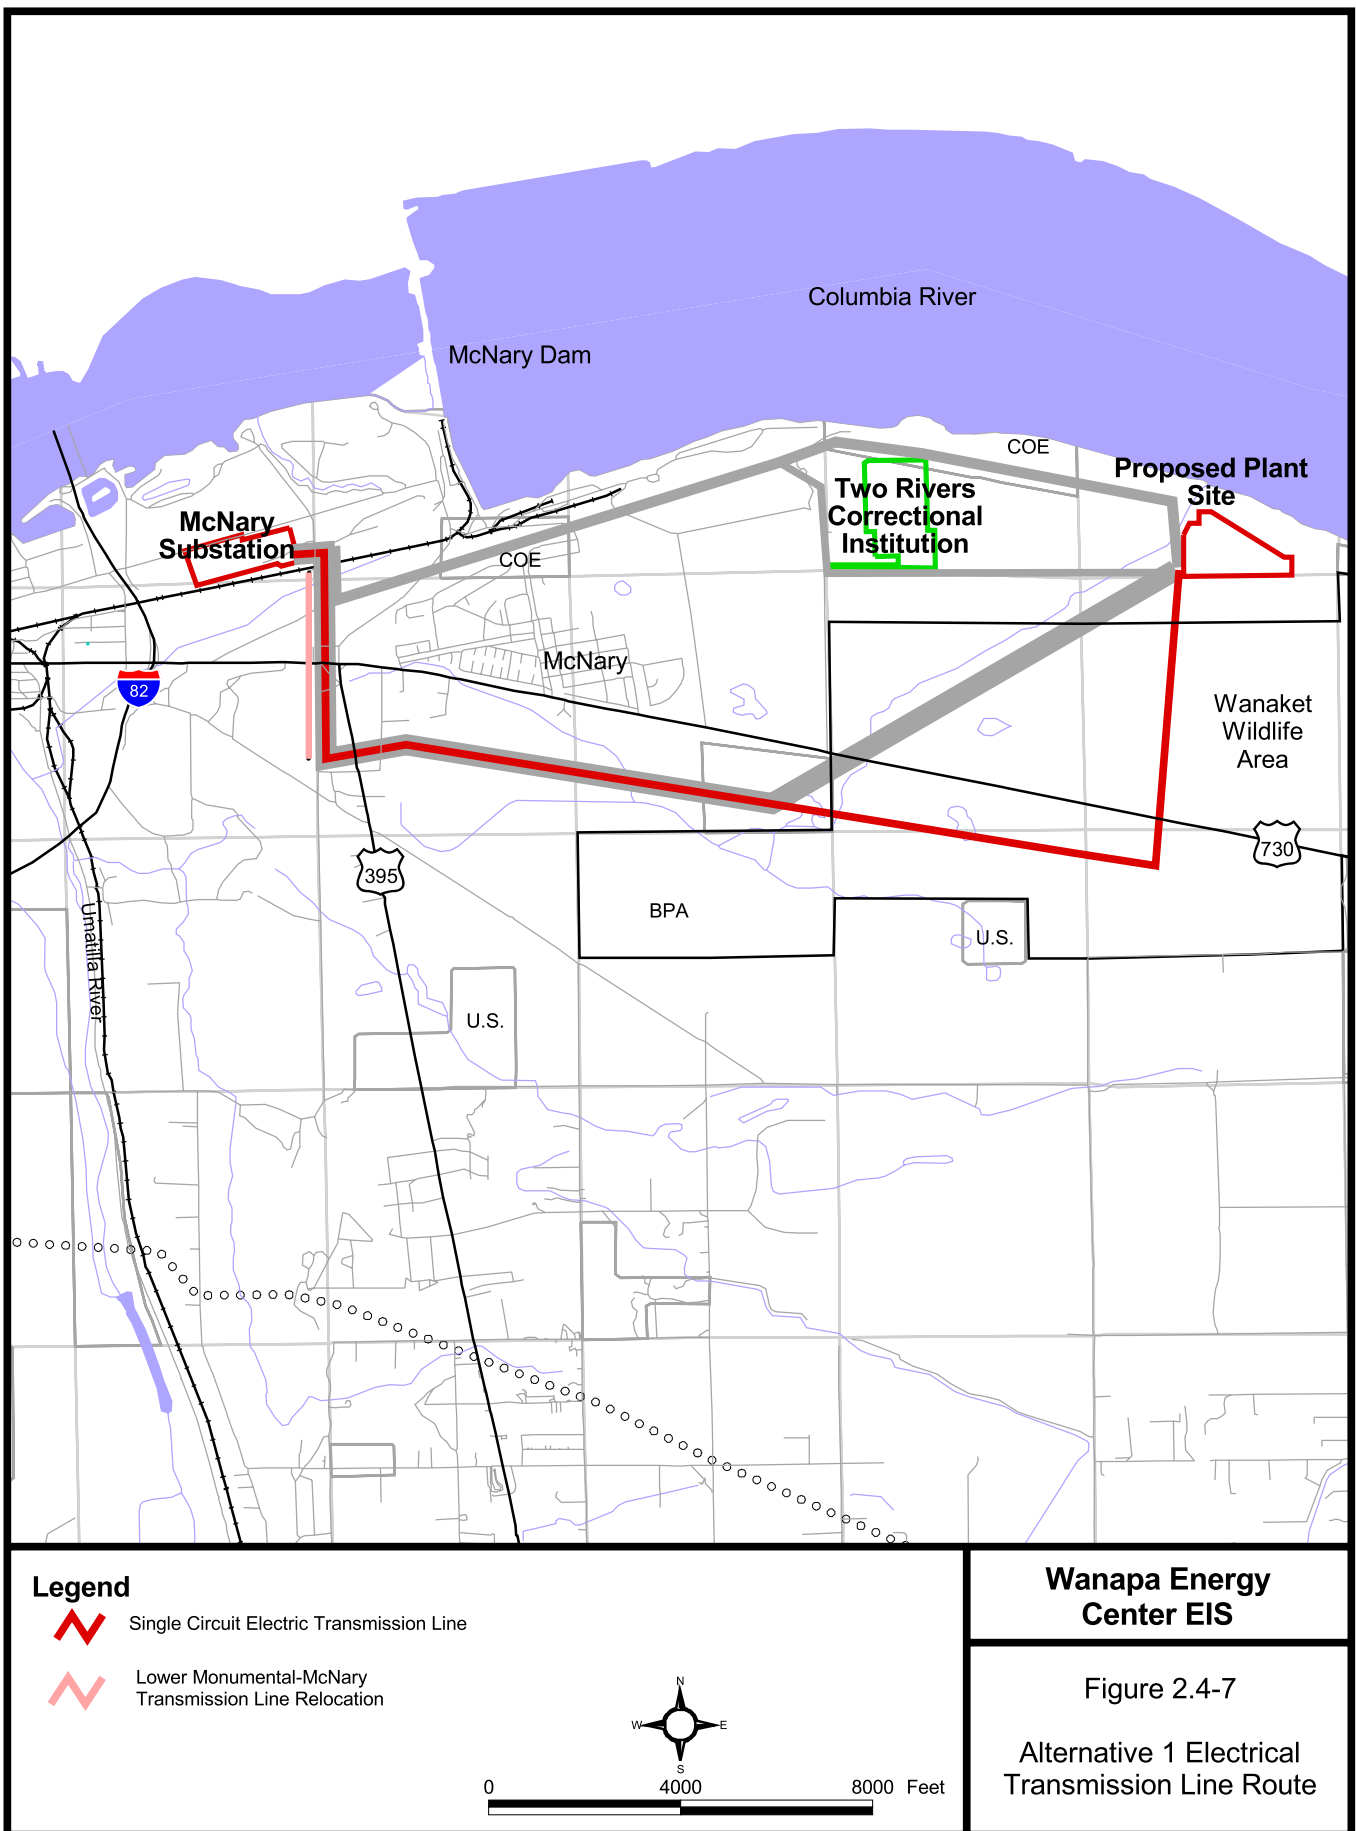 Columbia River
McNary Dam
COE
Proposed Plant
Site
Two Rivers
Correctional
Institution
McNary
Substation
COE
McNary
82
Wanaket
Wildlife
Area
730
395
BPA
U.S.
Umatilla River
U.S.
Legend
Single Circuit Electric Transmission Line
Lower Monumental-McNary
Transmission Line Relocation
N
W
E
S
0 4000 8000 Feet
Wanapa Energy
Center EIS
Figure 2.4-7
Alternative 1 Electrical
Transmission Line Route